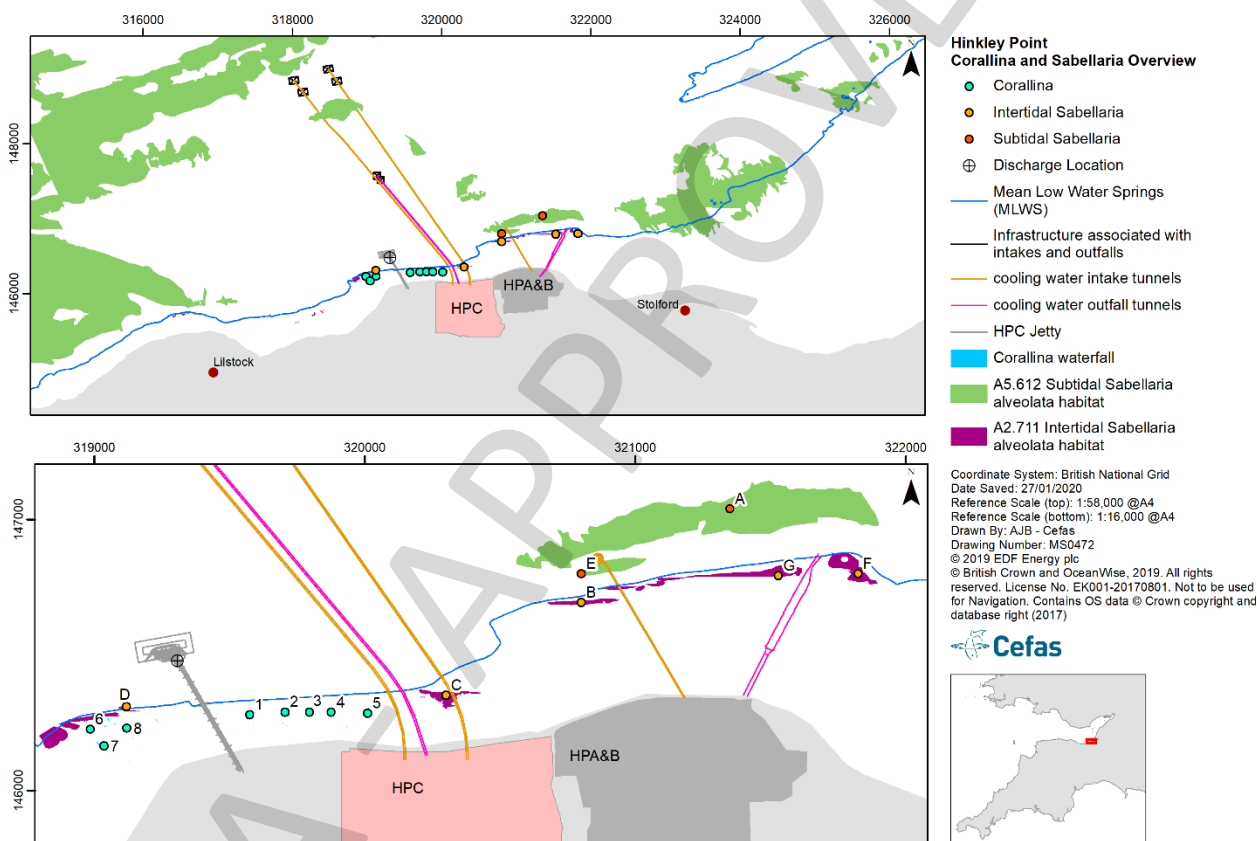 316000
318000
320000
322000
324000
326000
148000
146000
HPC
HPA&B
Stolford
Lilstock
N
319000
320000
321000
322000
147000
146000
A
E
G
F
B
C
D
1
2
3
4
5
6
7
8
HPC
HPA&B
N
Hinkley Point
Corallina and Sabellaria Overview
Corallina
Intertidal Sabellaria
Subtidal Sabellaria
Discharge Location
Mean Low Water Springs
(MLWS)
Infrastructure associated with
intakes and outfalls
cooling water intake tunnels
cooling water outfall tunnels
HPC Jetty
Corallina waterfall
A5.612 Subtidal Sabellaria
alveolata habitat
A2.711 Intertidal Sabellaria
alveolata habitat
Coordinate System: British National Grid
Date Saved: 27/01/2020
Reference Scale (top): 1:58,000 @A4
Reference Scale (bottom): 1:16,000 @A4
Drawn By: AJB - Cefas
Drawing Number: MS0472
© 2019 EDF Energy plc
© British Crown and OceanWise, 2019. All rights
reserved. License No. EK001-20170801. Not to be used
for Navigation. Contains OS data © Crown copyright and
database right (2017)
Cefas
APPROVE